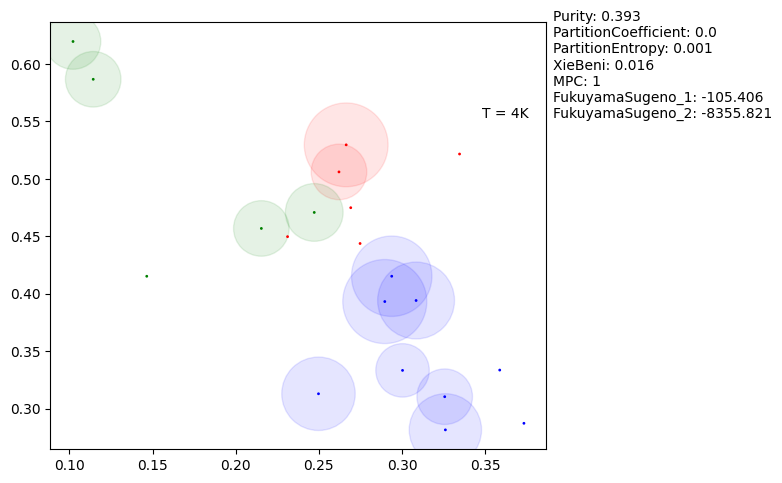 Purity: 0.393
PartitionCoefficient: 0.0
PartitionEntropy: 0.001
XieBeni: 0.016
MPC: 1
FukuyamaSugeno_1: -105.406
FukuyamaSugeno_2: -8355.821
T = 4K
0.60
0.55
0.50
0.45
0.40
0.35
0.30
0.10 0.15 0.20 0.25 0.30 0.35